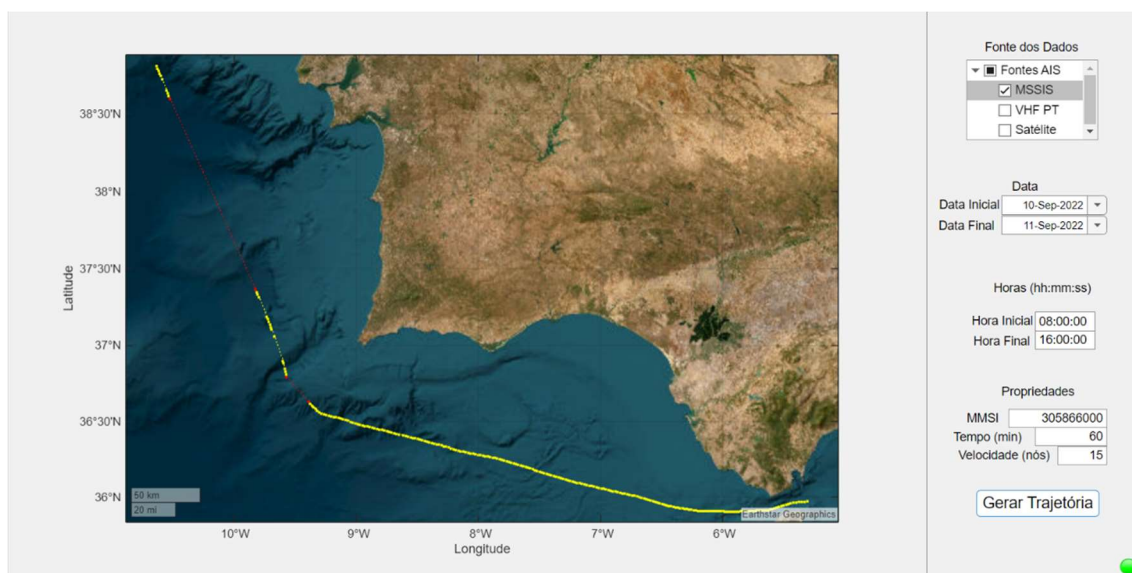 Fonte dos Dados
Fontes AIS
MSSIS
VHF PT
Satélite
Data
Data Inicial 10-Sep-2022
Data Final 11-Sep-2022
Horas (hh:mm:ss)
Hora Inicial 08:00:00
Hora Final 16:00:00
Propriedades
MMSI 305866000
Tempo (min) 60
Velocidade (nós) 15
Gerar Trajetória
Latitude
38°30'N
38°N
37°30'N
37°N
36°30'N
36°N
50 km
20 mi
Earthstar Geographics
10°W 9°W 8°W 7°W 6°W
Longitude